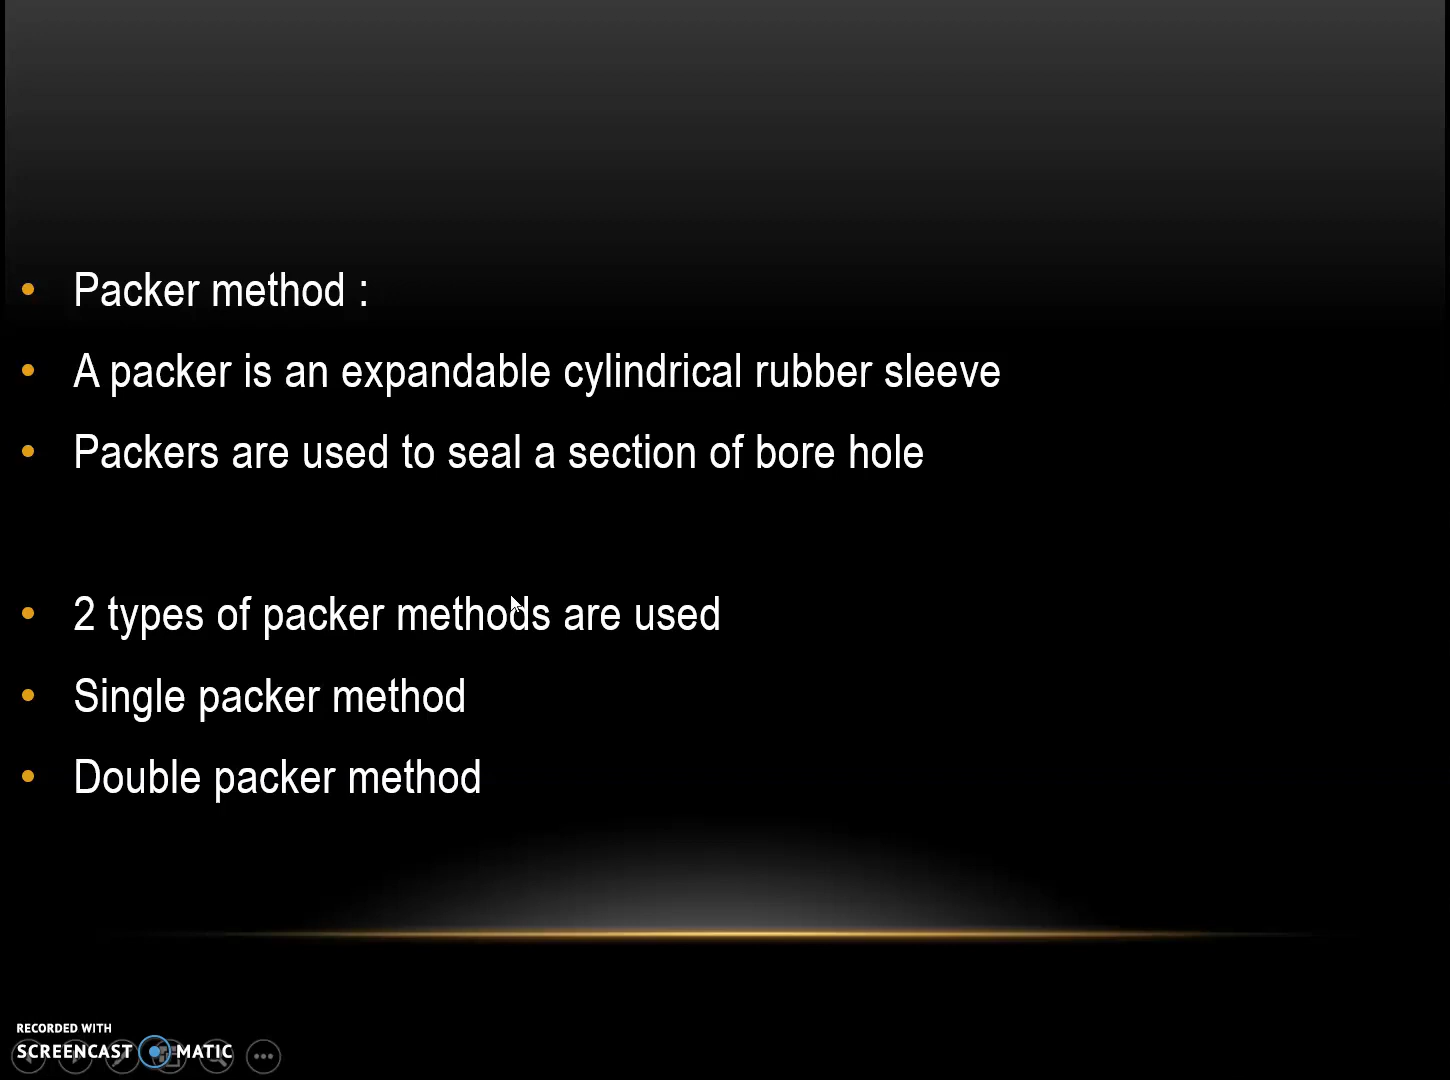 Packer method :
A packer is an expandable cylindrical rubber sleeve
Packers are used to seal a section of bore hole
2 types of packer methods are used
Single packer method
Double packer method
RECORDED WITH
SCREENCAST MATIC